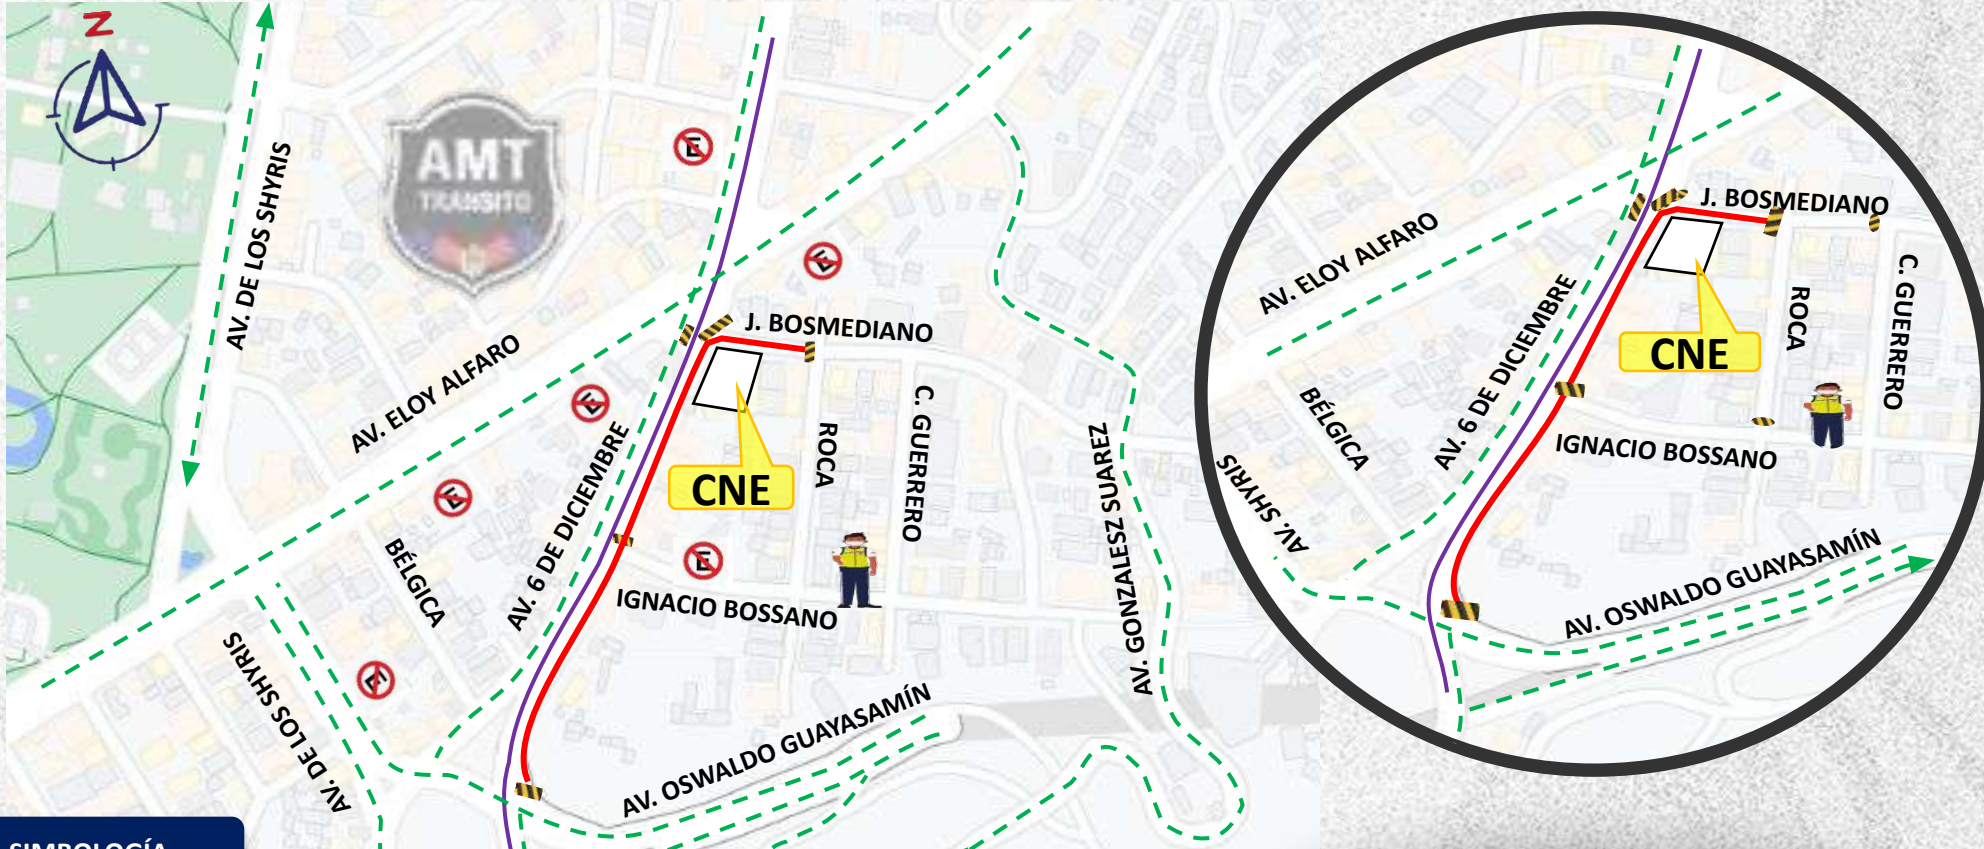 N
AMT
TRANSITO
AV. DE LOS SHYRIS
AV. ELOY ALFARO
J. BOSMEDIANO
CNE
ROCA
C. GUERRERO
AV. 6 DE DICIEMBRE
BÉLGICA
IGNACIO BOSSANO
AV. GONZALESZ SUAREZ
AV. DE LOS SHYRIS
AV. OSWALDO GUAYASAMÍN
E
E
E
E
E
E
SIMBOLOGÍA
J. BOSMEDIANO
AV. ELOY ALFARO
C. GUERRERO
ROCA
CNE
AV. 6 DE DICIEMBRE
BÉLGICA
IGNACIO BOSSANO
AV. SHYRIS
AV. OSWALDO GUAYASAMÍN